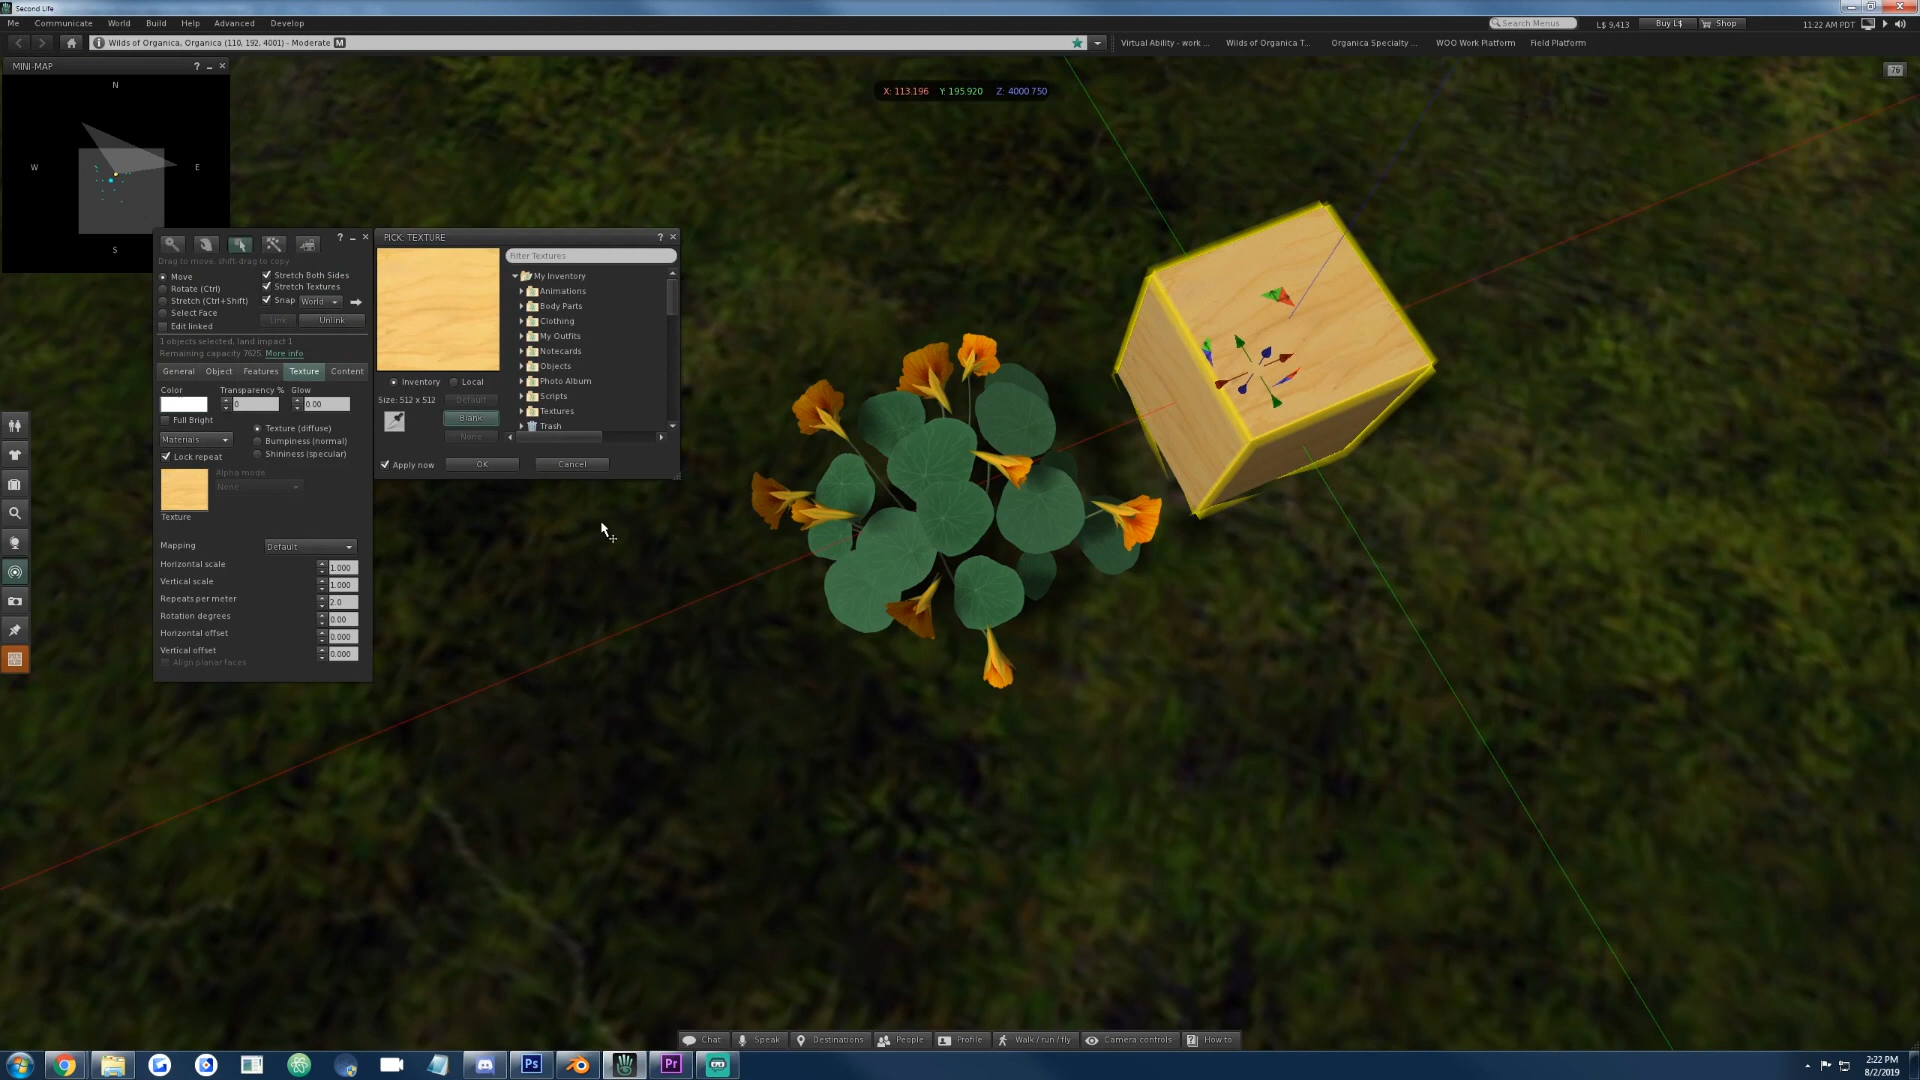 Second Life
Me Communicate World Build Help Advanced Develop
Search Menus L$ 9,413 Buy L$ Shop 11:22 AM PDT
Wilds of Organica, Organica (110, 192, 4001) - Moderate M
Virtual Ability - work ... Wilds of Organica T... Organica Specialty ... WOO Work Platform Field Platform
76
MINI-MAP ?
N
W E
S
X: 113.196 Y: 195.920 Z: 4000.750
?
Drag to move, shift-drag to copy
Move
Rotate (Ctrl)
Stretch (Ctrl+Shift)
Select Face
Edit linked
Stretch Both Sides
Stretch Textures
Snap World
Link Unlink
1 objects selected, land impact 1
Remaining capacity 7625. More info
General Object Features Texture Content
Color Transparency % Glow
0 0.00
Full Bright
Materials
Texture (diffuse)
Bumpiness (normal)
Shininess (specular)
Lock repeat
Alpha mode
None
Texture
Mapping Default
Horizontal scale 1.000
Vertical scale 1.000
Repeats per meter 2.0
Rotation degrees 0.00
Horizontal offset 0.000
Vertical offset 0.000
Align planar faces
PICK: TEXTURE ?
Filter Textures
My Inventory
Animations
Body Parts
Clothing
My Outfits
Notecards
Objects
Photo Album
Scripts
Textures
Trash
Inventory Local
Size: 512 x 512 Default
Blank
None
Apply now OK Cancel
Chat Speak Destinations People Profile Walk / run / fly Camera controls How to
Ps Pr
2:22 PM
8/2/2019